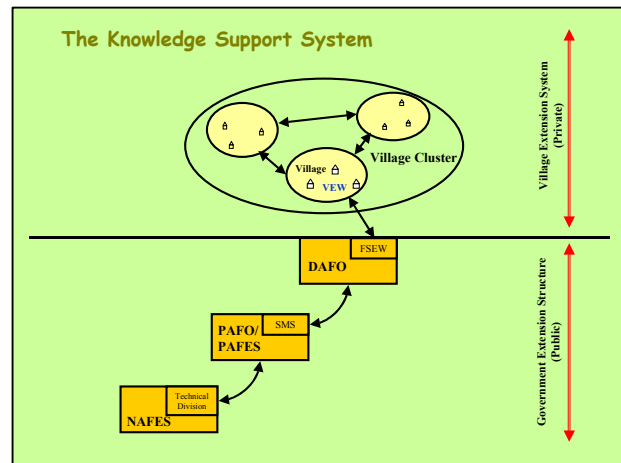 The Knowledge Support System
Village Extension System
(Private)
Village Cluster
Village
VEW
FSEW
DAFO
SMS
PAFO/
PAFES
Technical
Division
NAFES
Government Extension Structure
(Public)